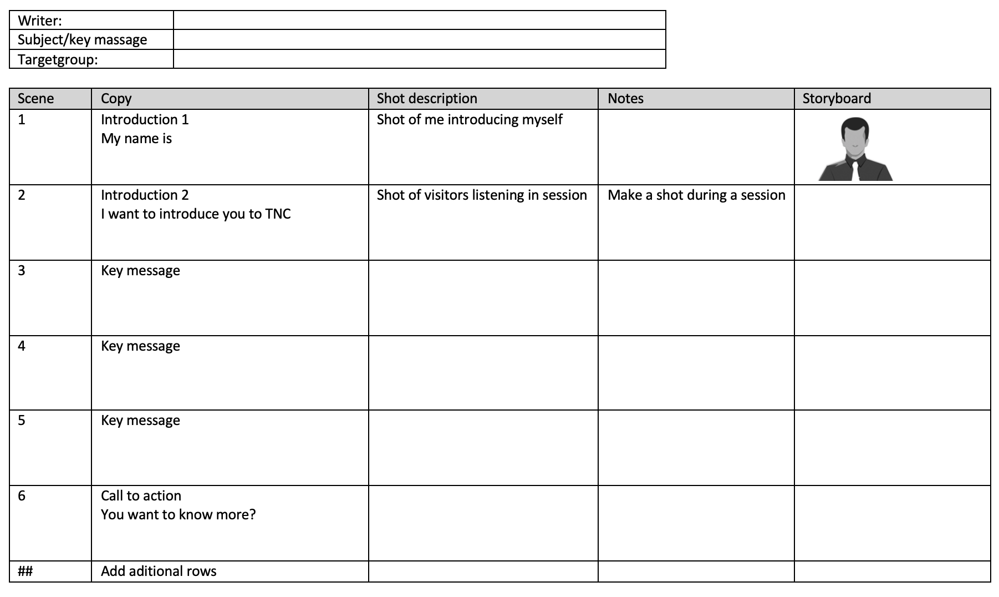 Writer:
Subject/key massage
Targetgroup:
Scene Copy Shot description Notes Storyboard
1 Introduction 1 Shot of me introducing myself
My name is
2 Introduction 2 Shot of visitors listening in session Make a shot during a session
I want to introduce you to TNC
3 Key message
4 Key message
5 Key message
6 Call to action
You want to know more?
## Add aditional rows